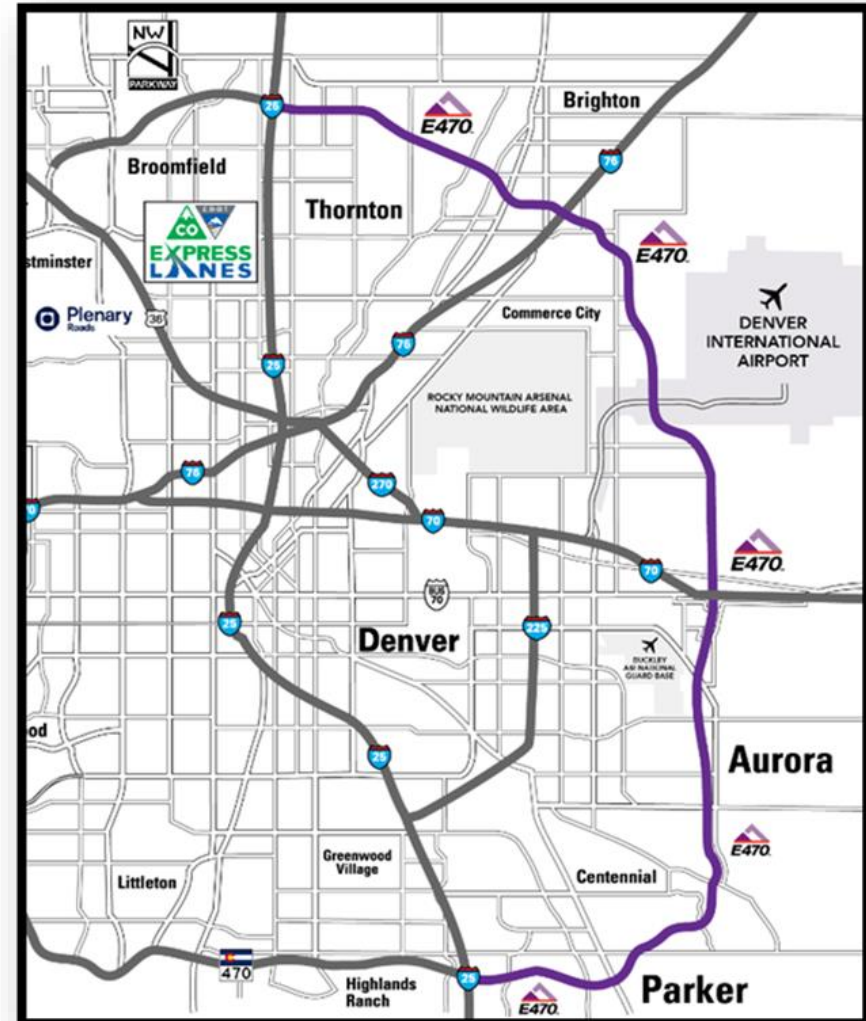 NW
PARKWAY
25
E470
Brighton
76
Broomfield
Thornton
CO
CDOT
EXPRESS
LANES
E470
stminster
Plenary
Roads
36
Commerce City
DENVER
INTERNATIONAL
AIRPORT
25
76
ROCKY MOUNTAIN ARSENAL
NATIONAL WILDLIFE AREA
76
270
70
70
E470
70
BUS
70
25
Denver
225
BUCKLEY
AIR NATIONAL
GUARD BASE
od
25
Aurora
E470
Greenwood
Village
Littleton
Centennial
470
25
Highlands
Ranch
E470
Parker